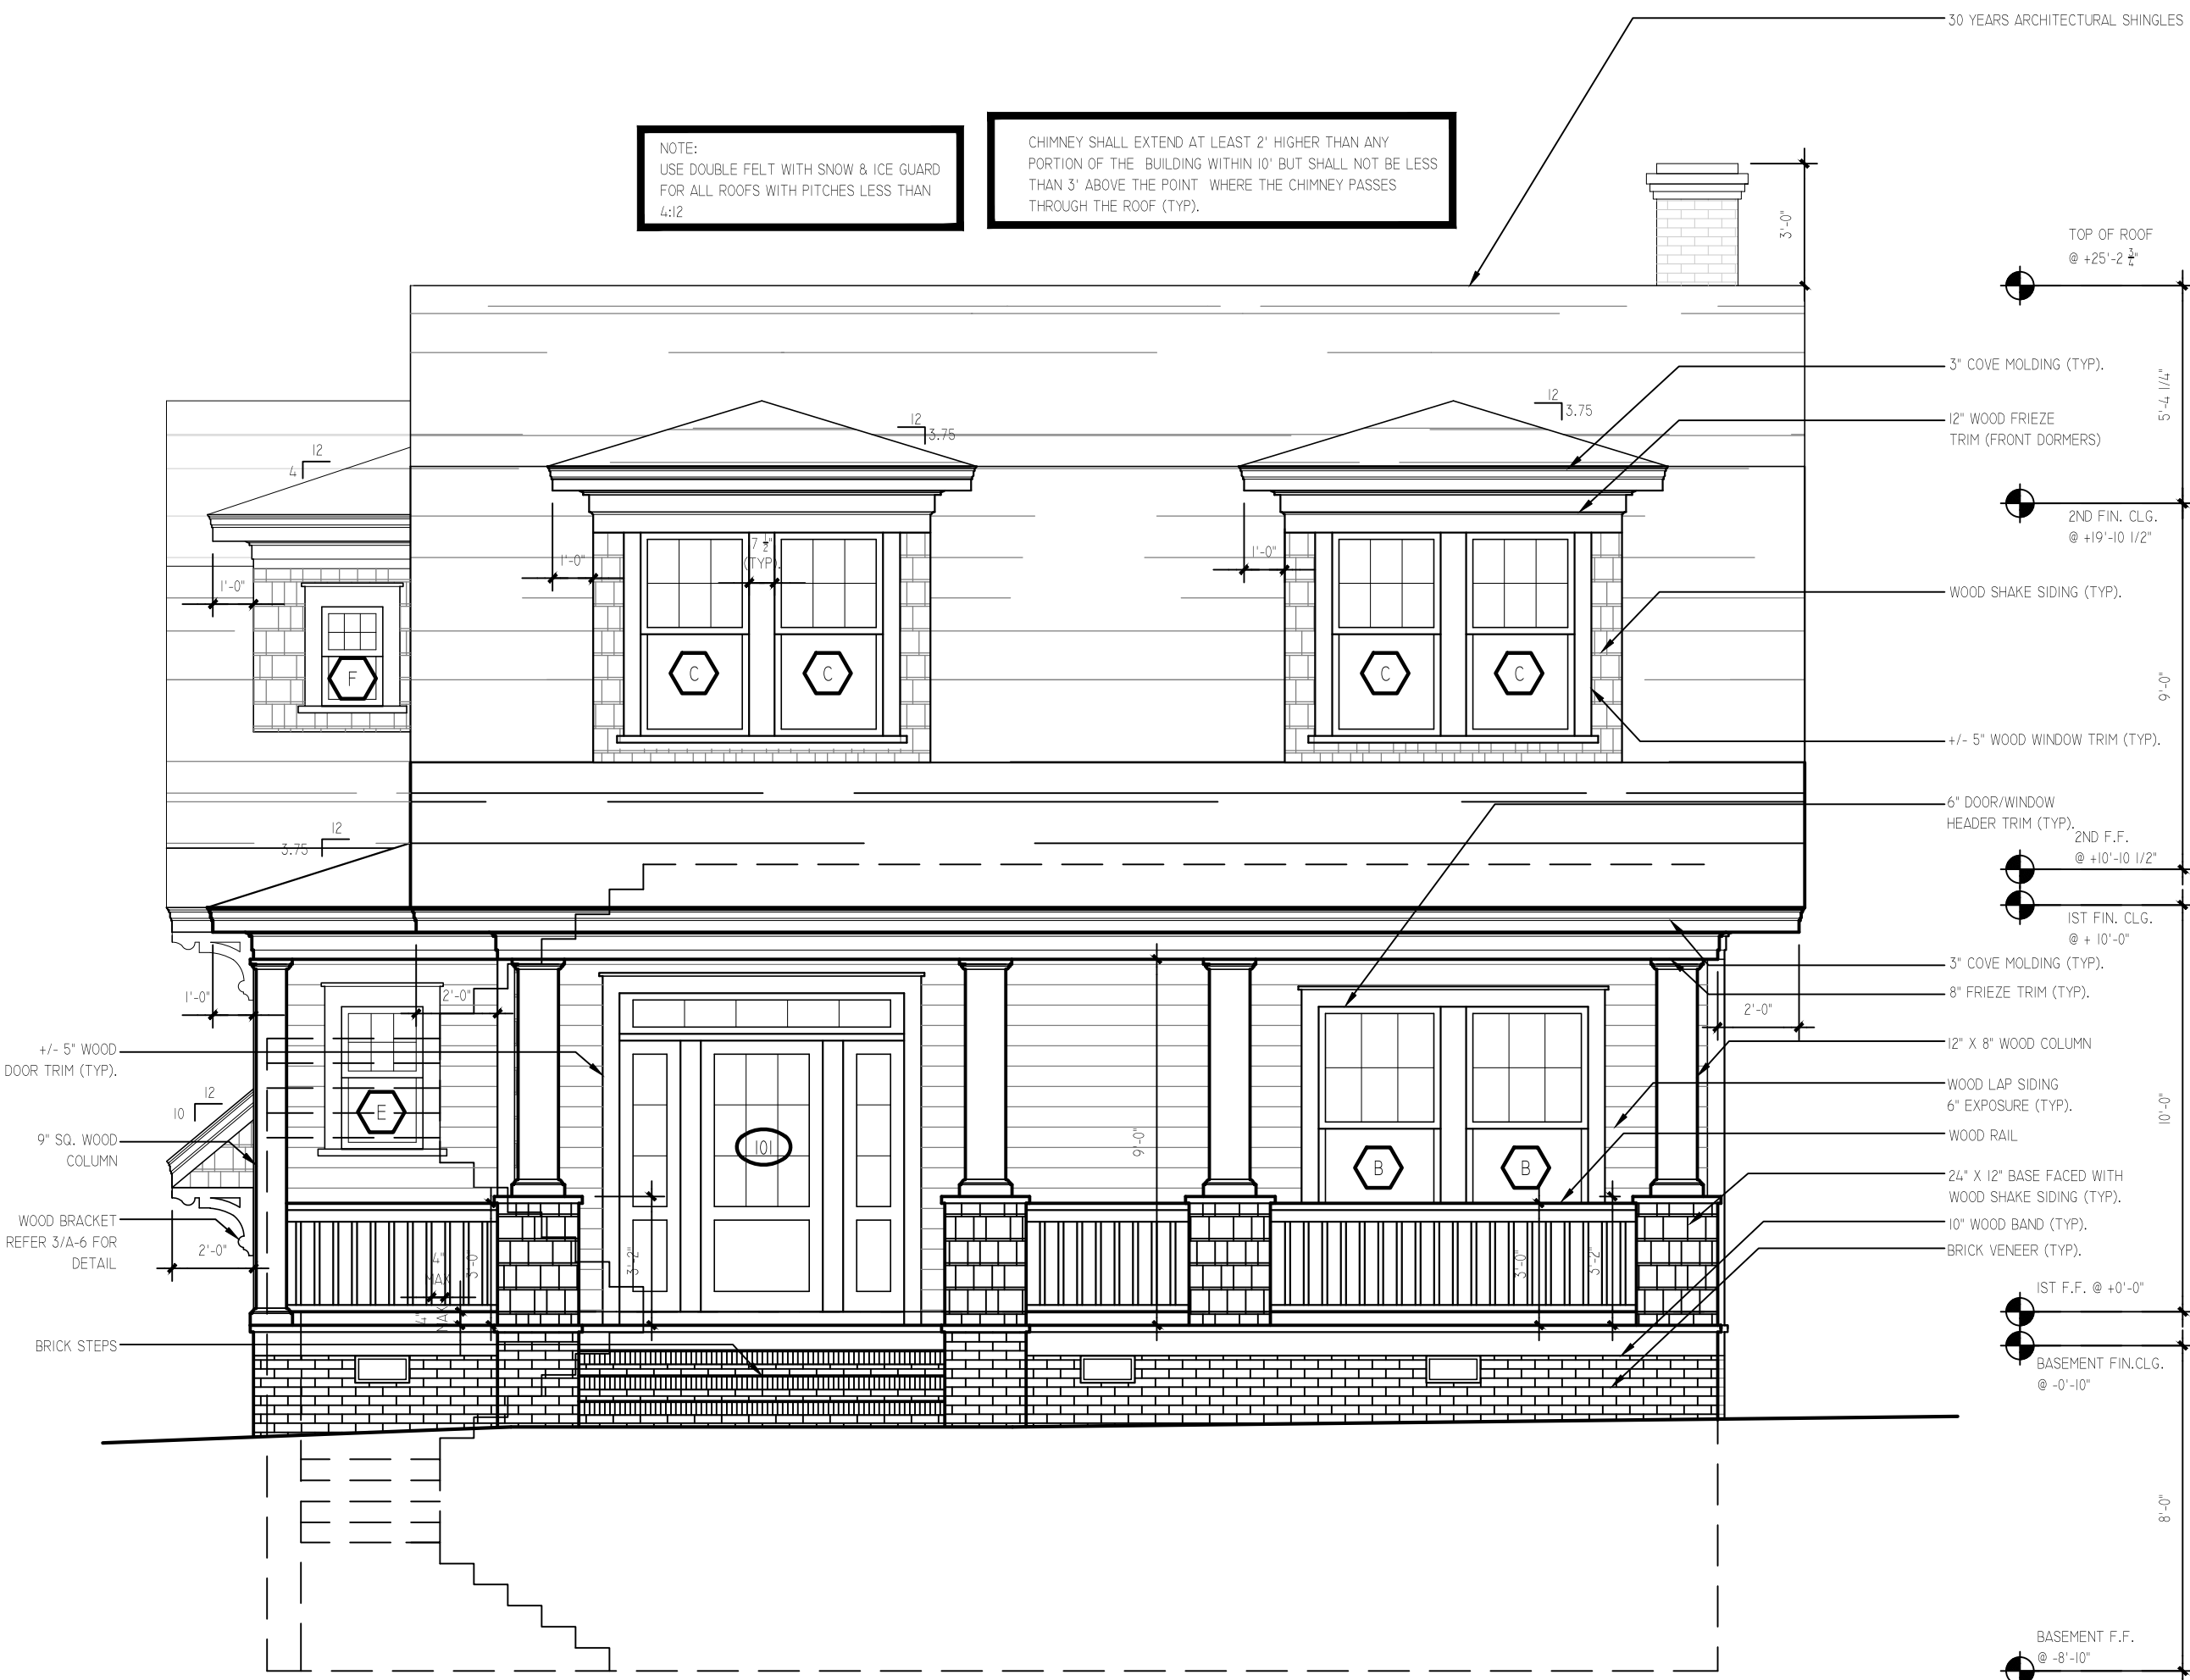 30 YEARS ARCHITECTURAL SHINGLES
NOTE:
USE DOUBLE FELT WITH SNOW & ICE GUARD
FOR ALL ROOFS WITH PITCHES LESS THAN
4:12
CHIMNEY SHALL EXTEND AT LEAST 2' HIGHER THAN ANY
PORTION OF THE BUILDING WITHIN 10' BUT SHALL NOT BE LESS
THAN 3' ABOVE THE POINT WHERE THE CHIMNEY PASSES
THROUGH THE ROOF (TYP).
3'-0"
TOP OF ROOF
@ +25'-2 3/4"
5'-4 1/4"
3" COVE MOLDING (TYP).
12" WOOD FRIEZE
TRIM (FRONT DORMERS)
12
3.75
12
3.75
12
4
2ND FIN. CLG.
@ +19'-10 1/2"
1'-0"
1'-0"
7 1/2"
(TYP).
1'-0"
WOOD SHAKE SIDING (TYP).
F
C
C
C
C
9'-0"
+/- 5" WOOD WINDOW TRIM (TYP).
6" DOOR/WINDOW
HEADER TRIM (TYP).
12
3.75
2ND F.F.
@ +10'-10 1/2"
1ST FIN. CLG.
@ + 10'-0"
3" COVE MOLDING (TYP).
8" FRIEZE TRIM (TYP).
1'-0"
2'-0"
2'-0"
+/- 5" WOOD
DOOR TRIM (TYP).
12" X 8" WOOD COLUMN
WOOD LAP SIDING
6" EXPOSURE (TYP).
12
10
E
101
9'-0"
B
B
10'-0"
9" SQ. WOOD
COLUMN
WOOD RAIL
24" X 12" BASE FACED WITH
WOOD SHAKE SIDING (TYP).
WOOD BRACKET
REFER 3/A-6 FOR
DETAIL
2'-0"
10" WOOD BAND (TYP).
BRICK VENEER (TYP).
4"
MAX
3'-0"
3'-2"
3'-0"
3'-2"
4"
MAX
1ST F.F. @ +0'-0"
BRICK STEPS
BASEMENT FIN.CLG.
@ -0'-10"
8'-0"
BASEMENT F.F.
@ -8'-10"